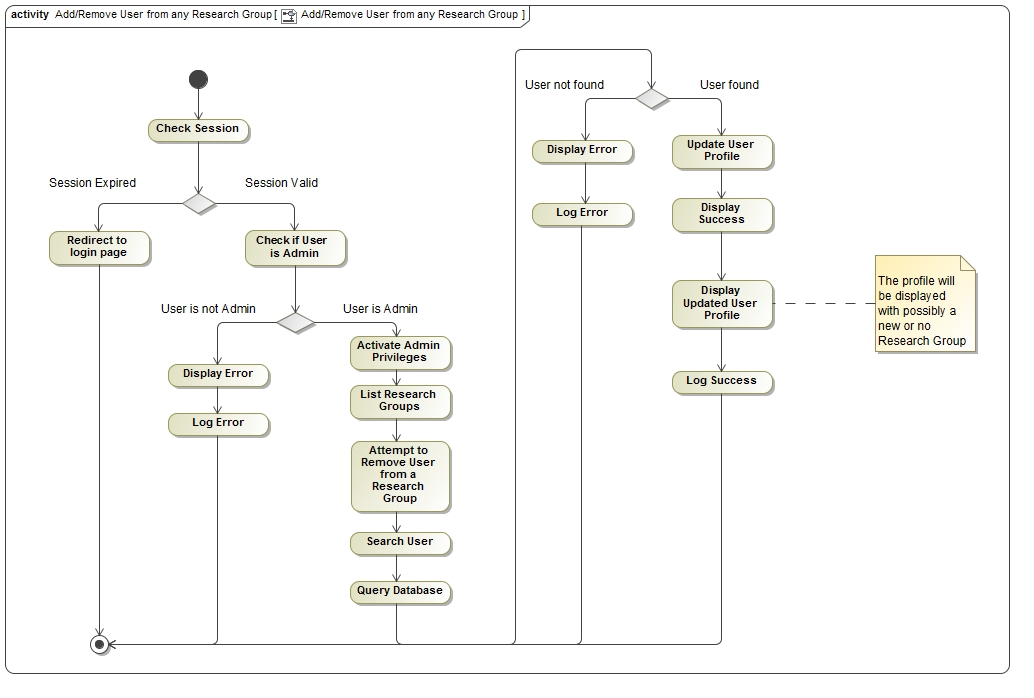 activity Add/Remove User from any Research Group [ Add/Remove User from any Research Group ]
Check Session
Session Expired
Session Valid
Redirect to
login page
Check if User
is Admin
User is not Admin
User is Admin
Display Error
Log Error
Activate Admin
Privileges
List Research
Groups
Attempt to
Remove User
from a
Research
Group
Search User
Query Database
User not found
User found
Display Error
Log Error
Update User
Profile
Display
Success
Display
Updated User
Profile
Log Success
The profile will
be displayed
with possibly a
new or no
Research Group